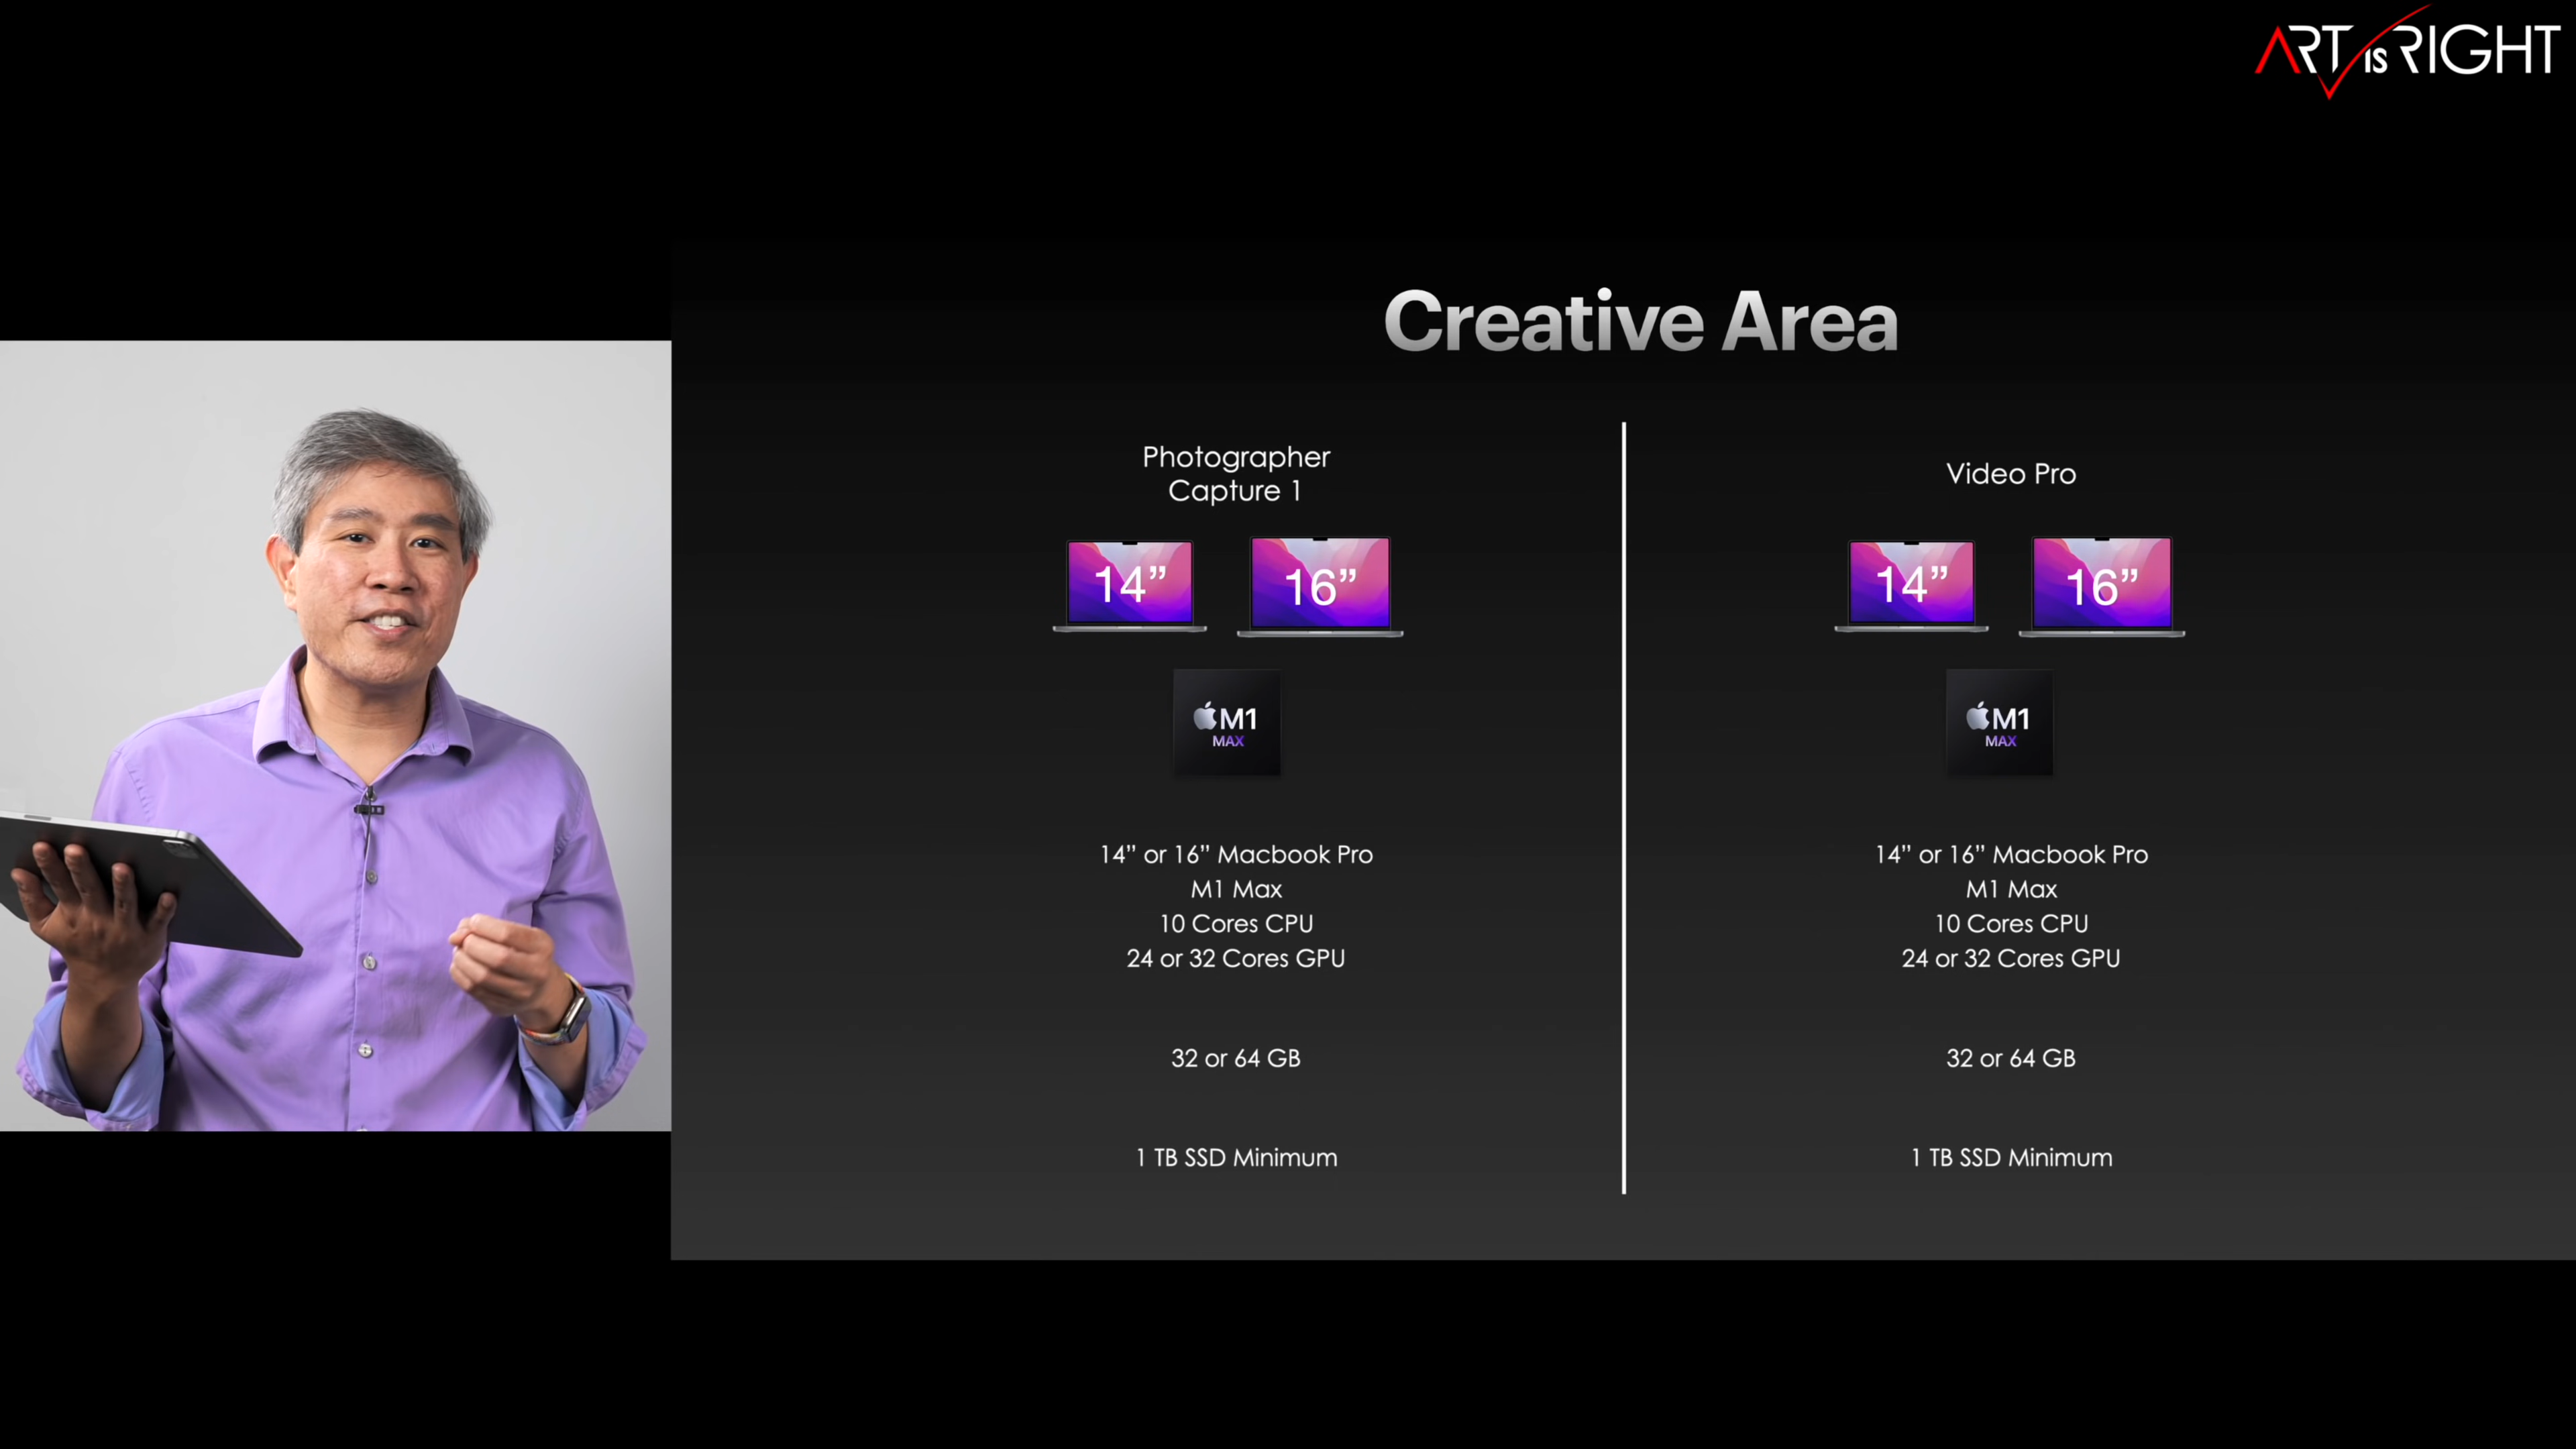 ART IS RIGHT
Creative Area
Photographer
Capture 1
14”
16”
M1
MAX
14” or 16” Macbook Pro
M1 Max
10 Cores CPU
24 or 32 Cores GPU
32 or 64 GB
1 TB SSD Minimum
Video Pro
14”
16”
M1
MAX
14” or 16” Macbook Pro
M1 Max
10 Cores CPU
24 or 32 Cores GPU
32 or 64 GB
1 TB SSD Minimum